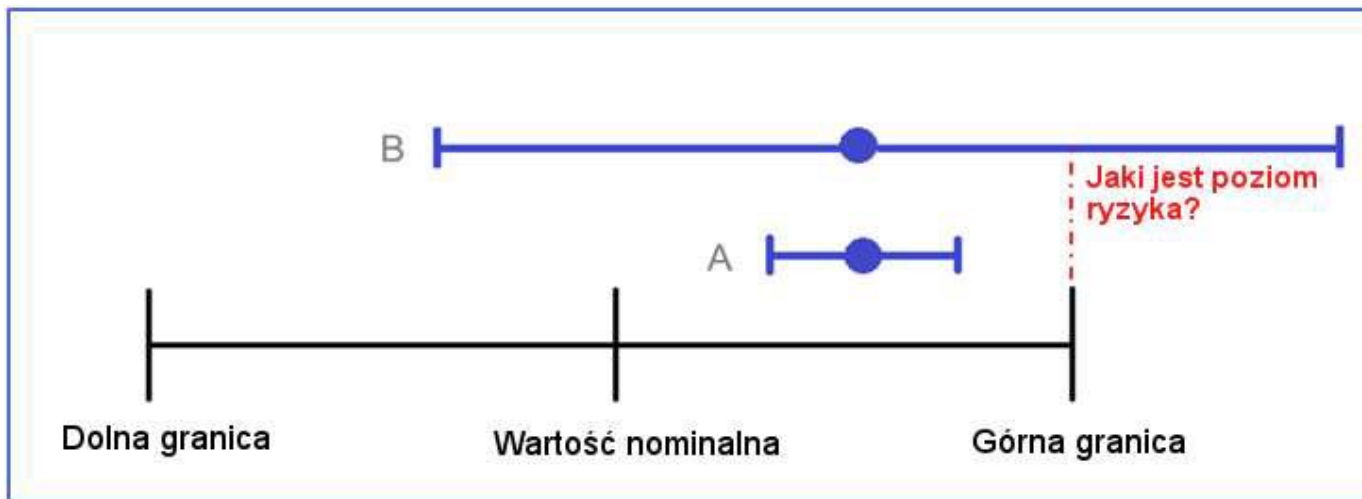 B
Jaki jest poziom
ryzyka?
A
Dolna granica
Wartość nominalna
Górna granica